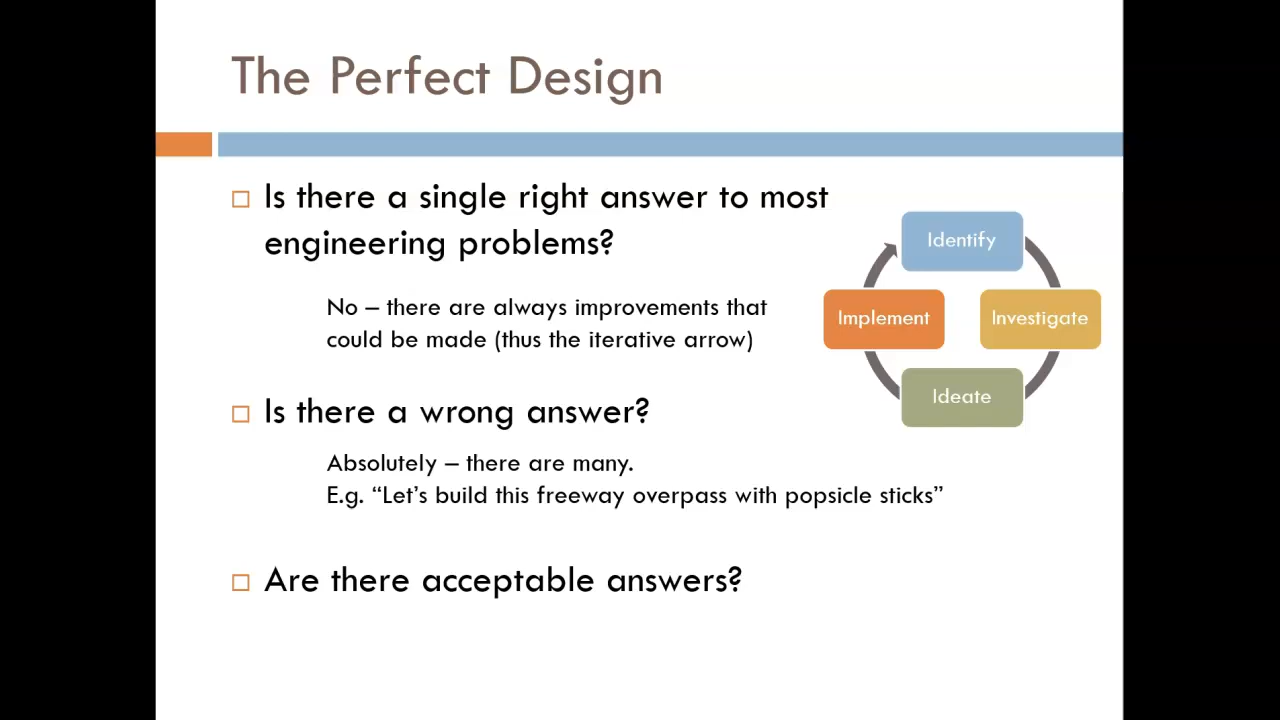 The Perfect Design
Is there a single right answer to most
engineering problems?
No – there are always improvements that
could be made (thus the iterative arrow)
Is there a wrong answer?
Absolutely – there are many.
E.g. “Let’s build this freeway overpass with popsicle sticks”
Are there acceptable answers?
Identify
Investigate
Ideate
Implement